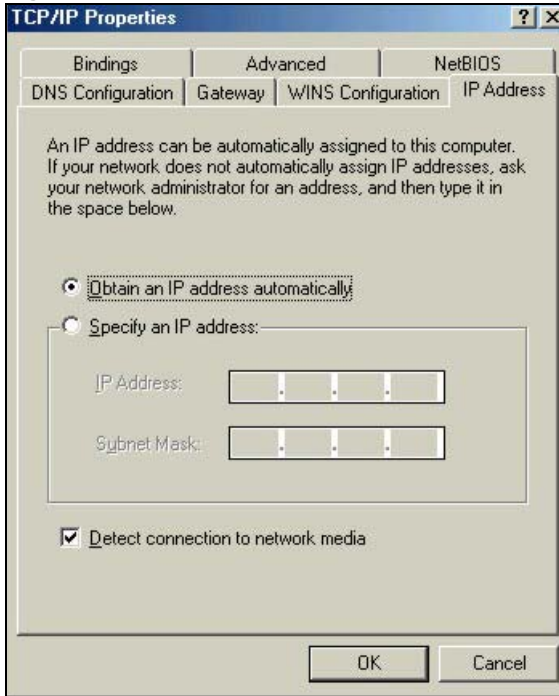 TCP/IP Properties ? X
Bindings Advanced NetBIOS
DNS Configuration Gateway WINS Configuration IP Address
An IP address can be automatically assigned to this computer.
If your network does not automatically assign IP addresses, ask
your network administrator for an address, and then type it in
the space below.
Obtain an IP address automatically
Specify an IP address:
IP Address: . . .
Subnet Mask: . . .
Detect connection to network media
OK Cancel